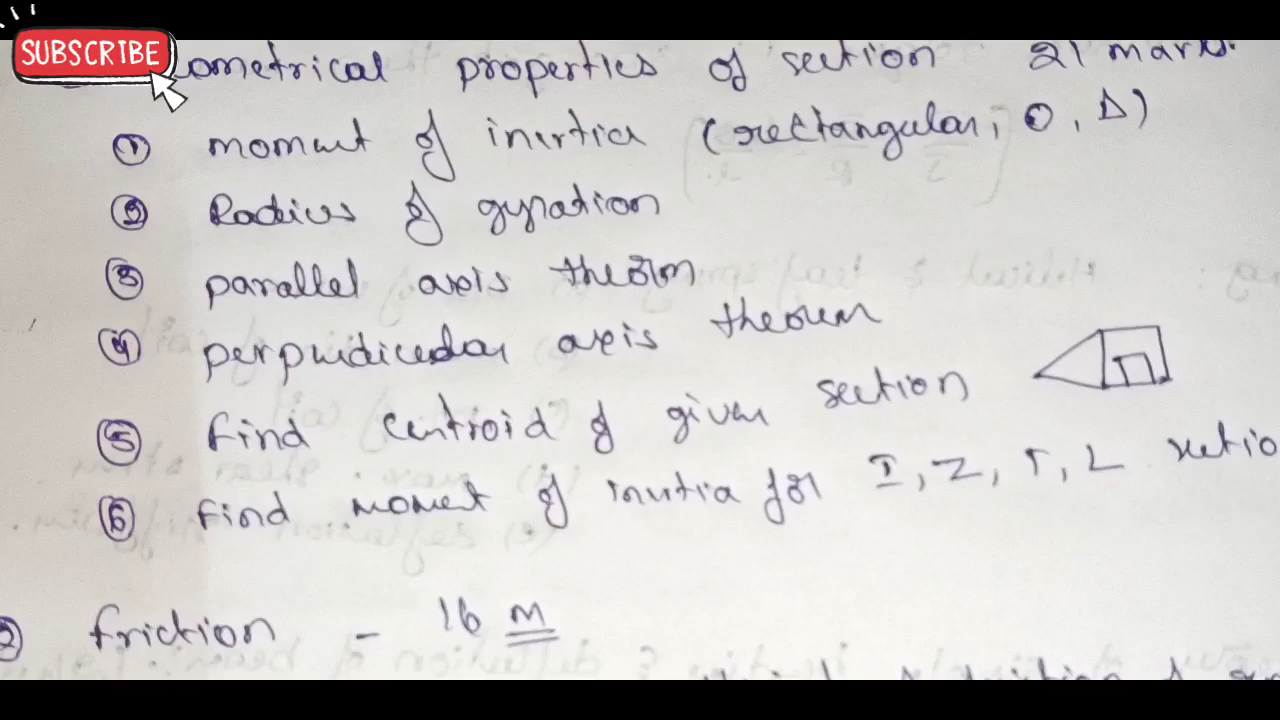 SUBSCRIBE
ometrical properties of section 21 marks.
① moment of inertia (rectangular, O, Δ)
② Radius of gyration
③ parallel axis theorm
④ perpendicular axis theorem
⑤ Find centroid of given section
⑥ Find moment of inertia for I, Z, T, L sectio
2 friction - 16 M